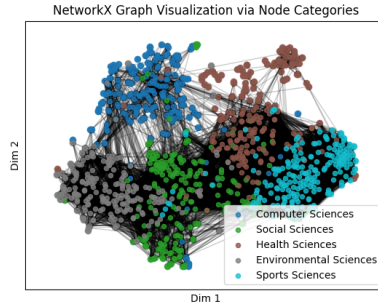 NetworkX Graph Visualization via Node Categories
Dim 2
Computer Sciences
Social Sciences
Health Sciences
Environmental Sciences
Sports Sciences
Dim 1